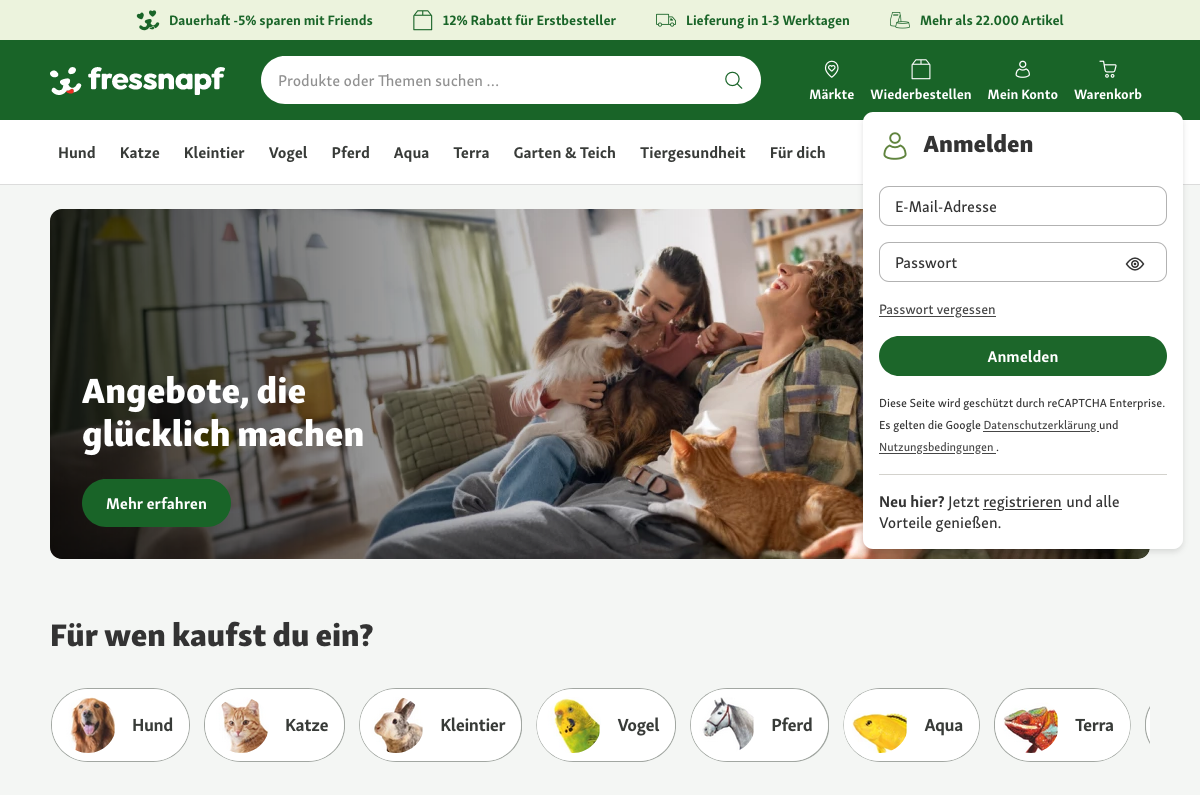 Dauerhaft -5% sparen mit Friends
12% Rabatt für Erstbesteller
Lieferung in 1-3 Werktagen
Mehr als 22.000 Artikel
fressnapf
Produkte oder Themen suchen ...
Märkte
Wiederbestellen
Mein Konto
Warenkorb
Hund
Katze
Kleintier
Vogel
Pferd
Aqua
Terra
Garten & Teich
Tiergesundheit
Für dich
Anmelden
E-Mail-Adresse
Passwort
Passwort vergessen
Anmelden
Diese Seite wird geschützt durch reCAPTCHA Enterprise.
Es gelten die Google Datenschutzerklärung und
Nutzungsbedingungen .
Neu hier? Jetzt registrieren und alle
Vorteile genießen.
Angebote, die
glücklich machen
Mehr erfahren
Für wen kaufst du ein?
Hund
Katze
Kleintier
Vogel
Pferd
Aqua
Terra